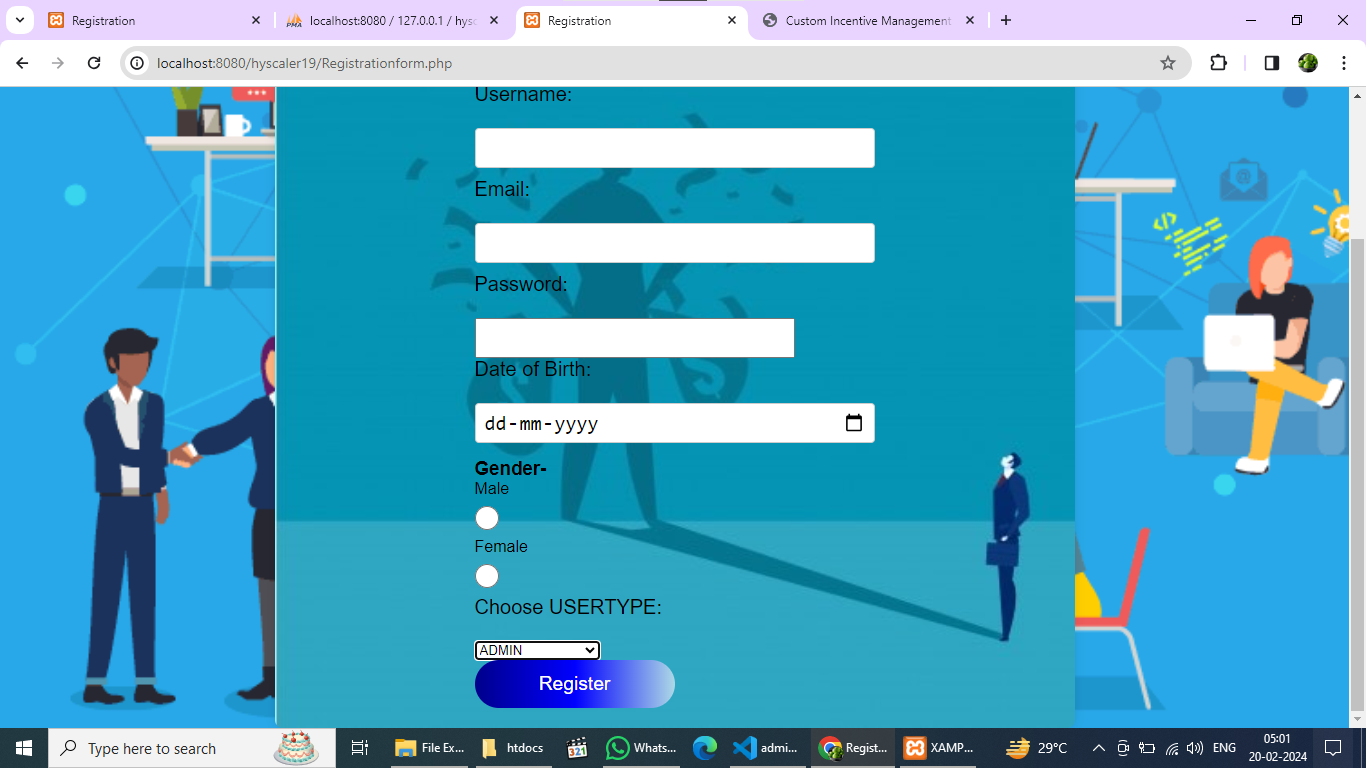 Registration
localhost:8080 / 127.0.0.1 / hysc
Registration
Custom Incentive Management
localhost:8080/hyscaler19/Registrationform.php
Username:
Email:
Password:
Date of Birth:
dd-mm-yyyy
Gender-
Male
Female
Choose USERTYPE:
ADMIN
Register
Type here to search
File Ex...
htdocs
321
Whats...
admi...
Regist...
XAMP...
29°C
ENG
05:01
20-02-2024